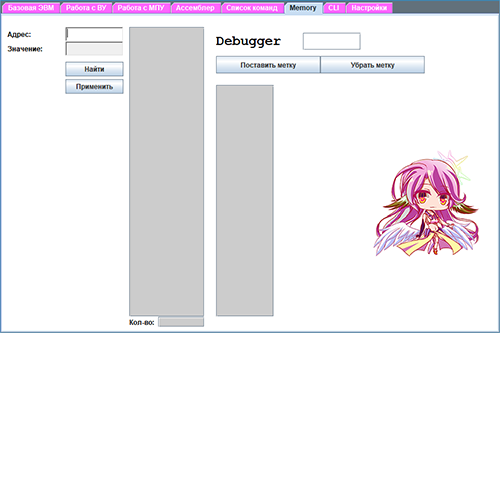 Базовая ЭВМ Работа с ВУ Работа с МПУ Ассемблер Список команд Memory CLI Настройки
Адрес:
Значение:
Найти
Применить
Кол-во:
Debugger
Поставить метку Убрать метку